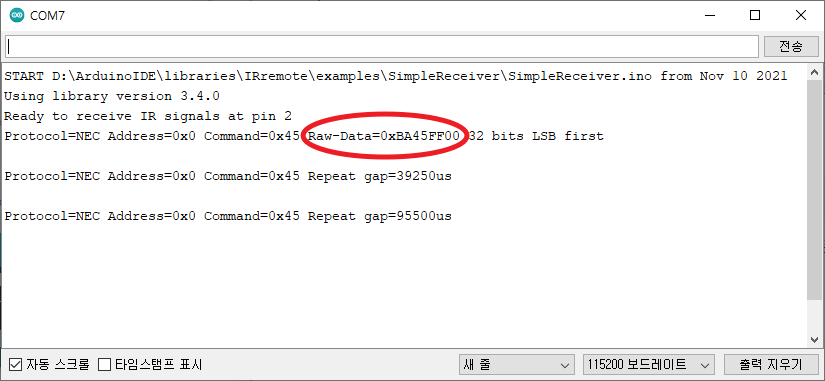 COM7
전송
START D:\ArduinoIDE\libraries\IRremote\examples\SimpleReceiver\SimpleReceiver.ino from Nov 10 2021
Using library version 3.4.0
Ready to receive IR signals at pin 2
Protocol=NEC Address=0x0 Command=0x45 Raw-Data=0xBA45FF00 32 bits LSB first
Protocol=NEC Address=0x0 Command=0x45 Repeat gap=39250us
Protocol=NEC Address=0x0 Command=0x45 Repeat gap=95500us
자동 스크롤 타임스탬프 표시 새 줄 115200 보드레이트 출력 지우기